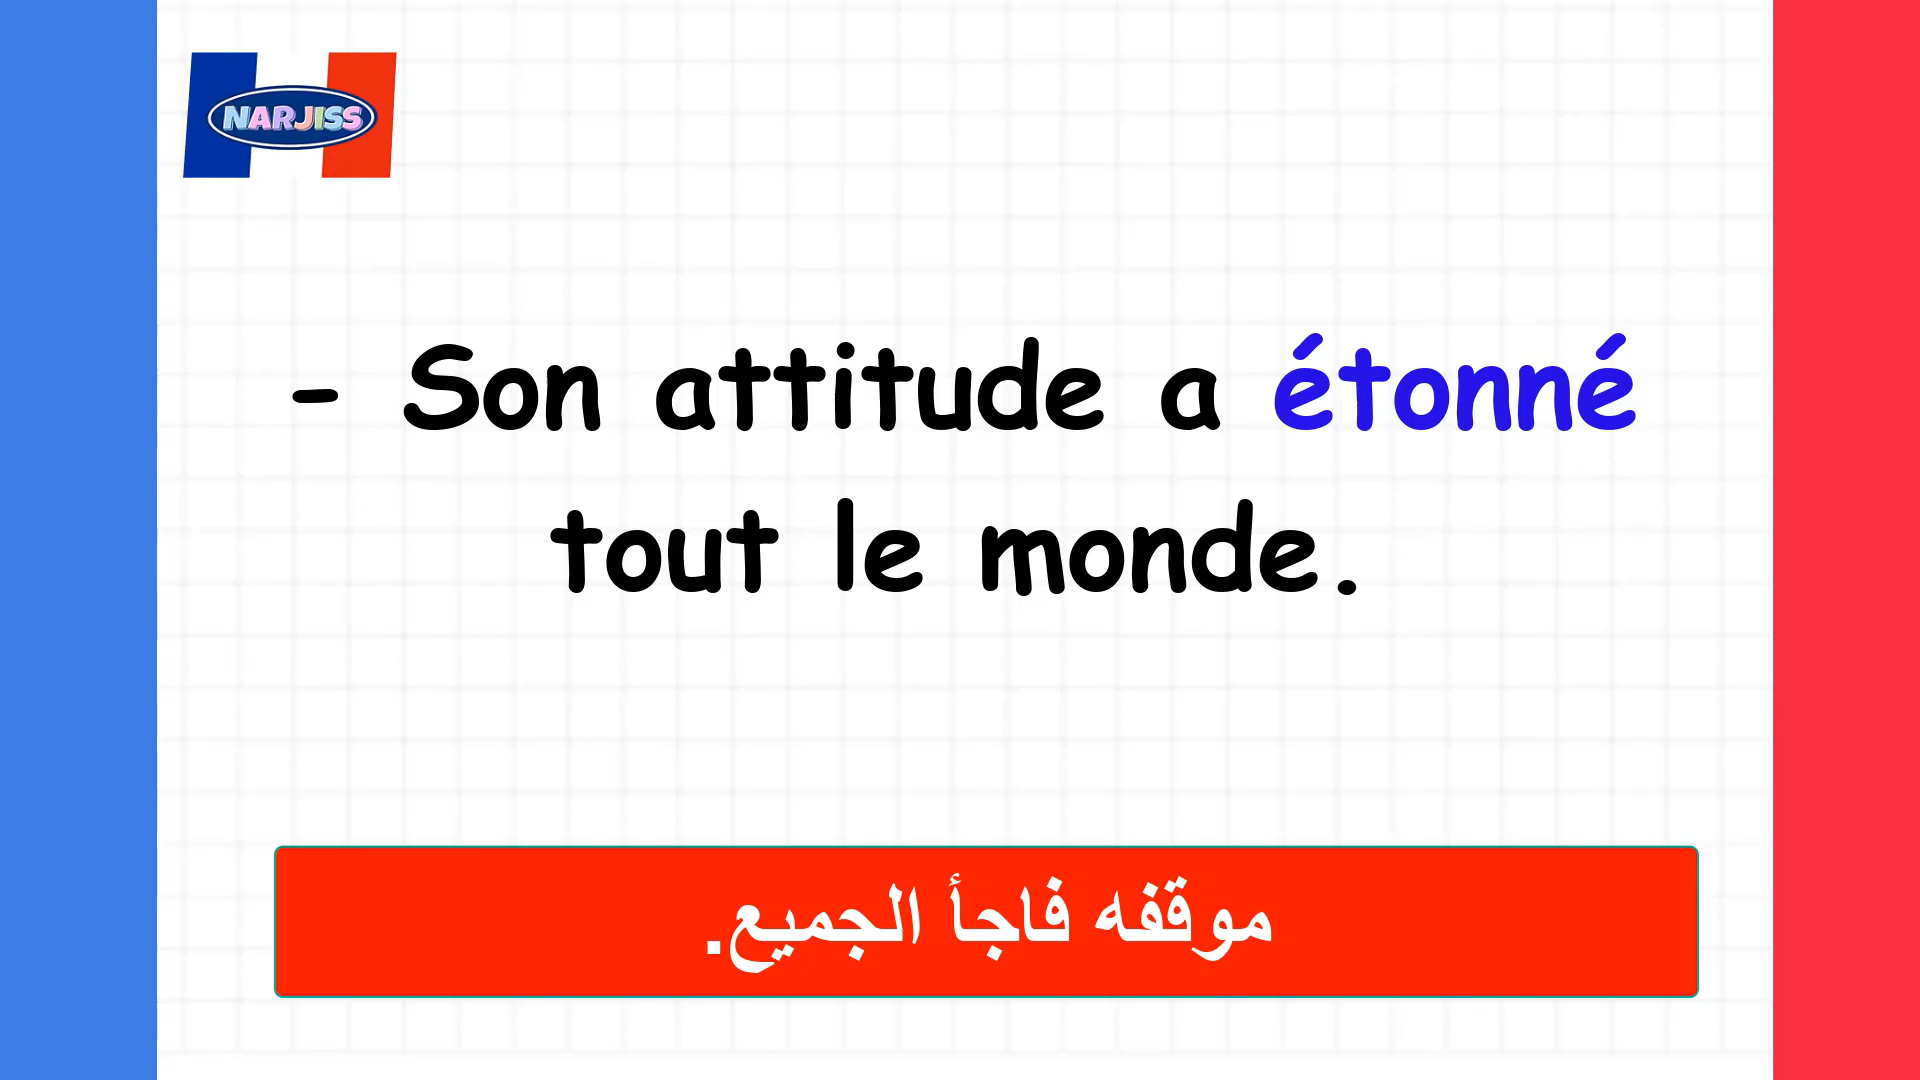 NARJISS
- Son attitude a étonné
tout le monde.
موقفه فاجأ الجميع.